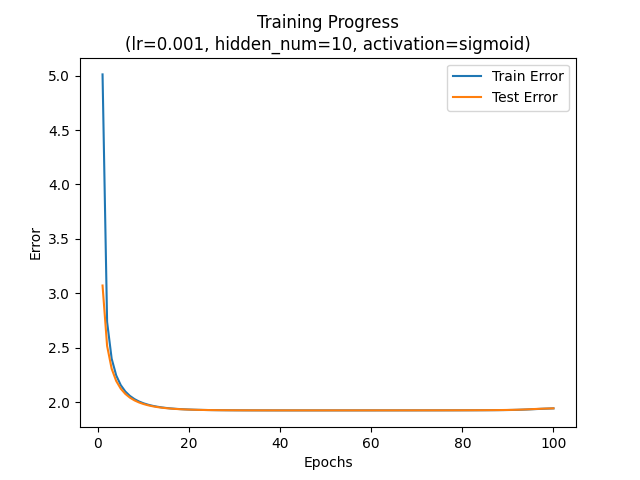 Training Progress
(lr=0.001, hidden_num=10, activation=sigmoid)
Train Error
Test Error
5.0
4.5
4.0
3.5
3.0
2.5
2.0
Error
0
20
40
60
80
100
Epochs